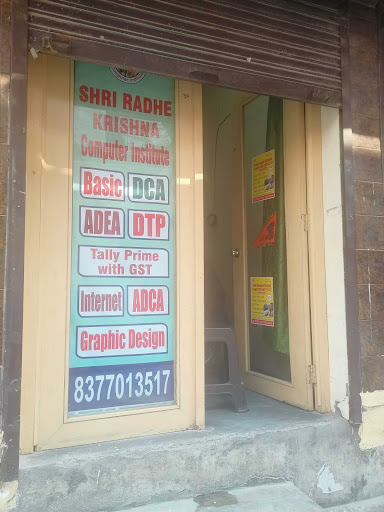 SHRI RADHE
KRISHNA
Computer Institute
Basic DCA
ADEA DTP
Tally Prime
with GST
Internet ADCA
Graphic Design
8377013517